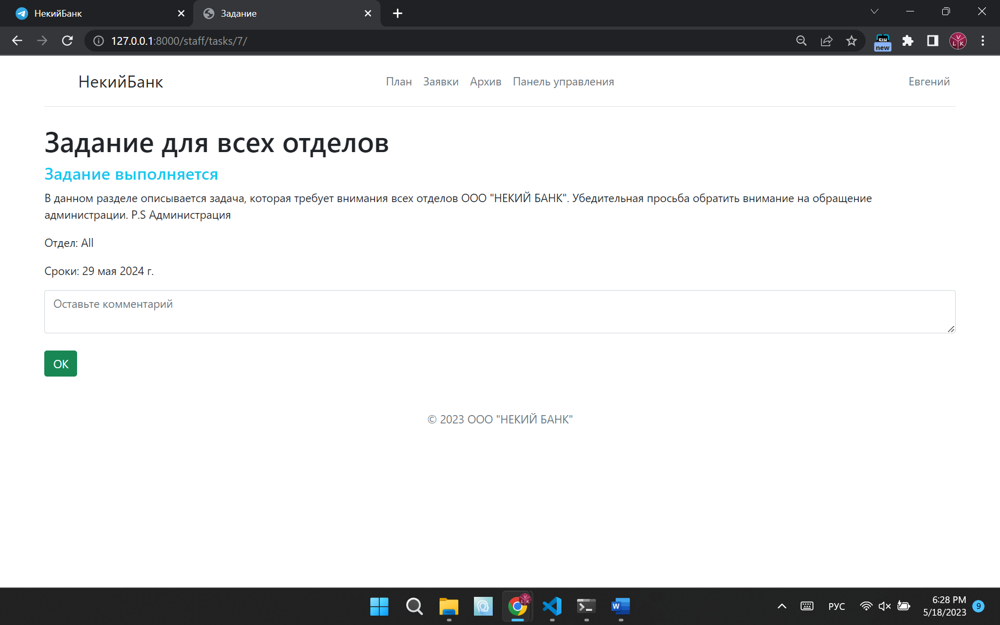 НекийБанк
Задание
127.0.0.1:8000/staff/tasks/7/
new
НекийБанк
План Заявки Архив Панель управления
Евгений
Задание для всех отделов
Задание выполняется
В данном разделе описывается задача, которая требует внимания всех отделов ООО "НЕКИЙ БАНК". Убедительная просьба обратить внимание на обращение
администрации. P.S Администрация
Отдел: All
Сроки: 29 мая 2024 г.
Оставьте комментарий
ОК
© 2023 ООО "НЕКИЙ БАНК"
РУС
6:28 PM
5/18/2023
9